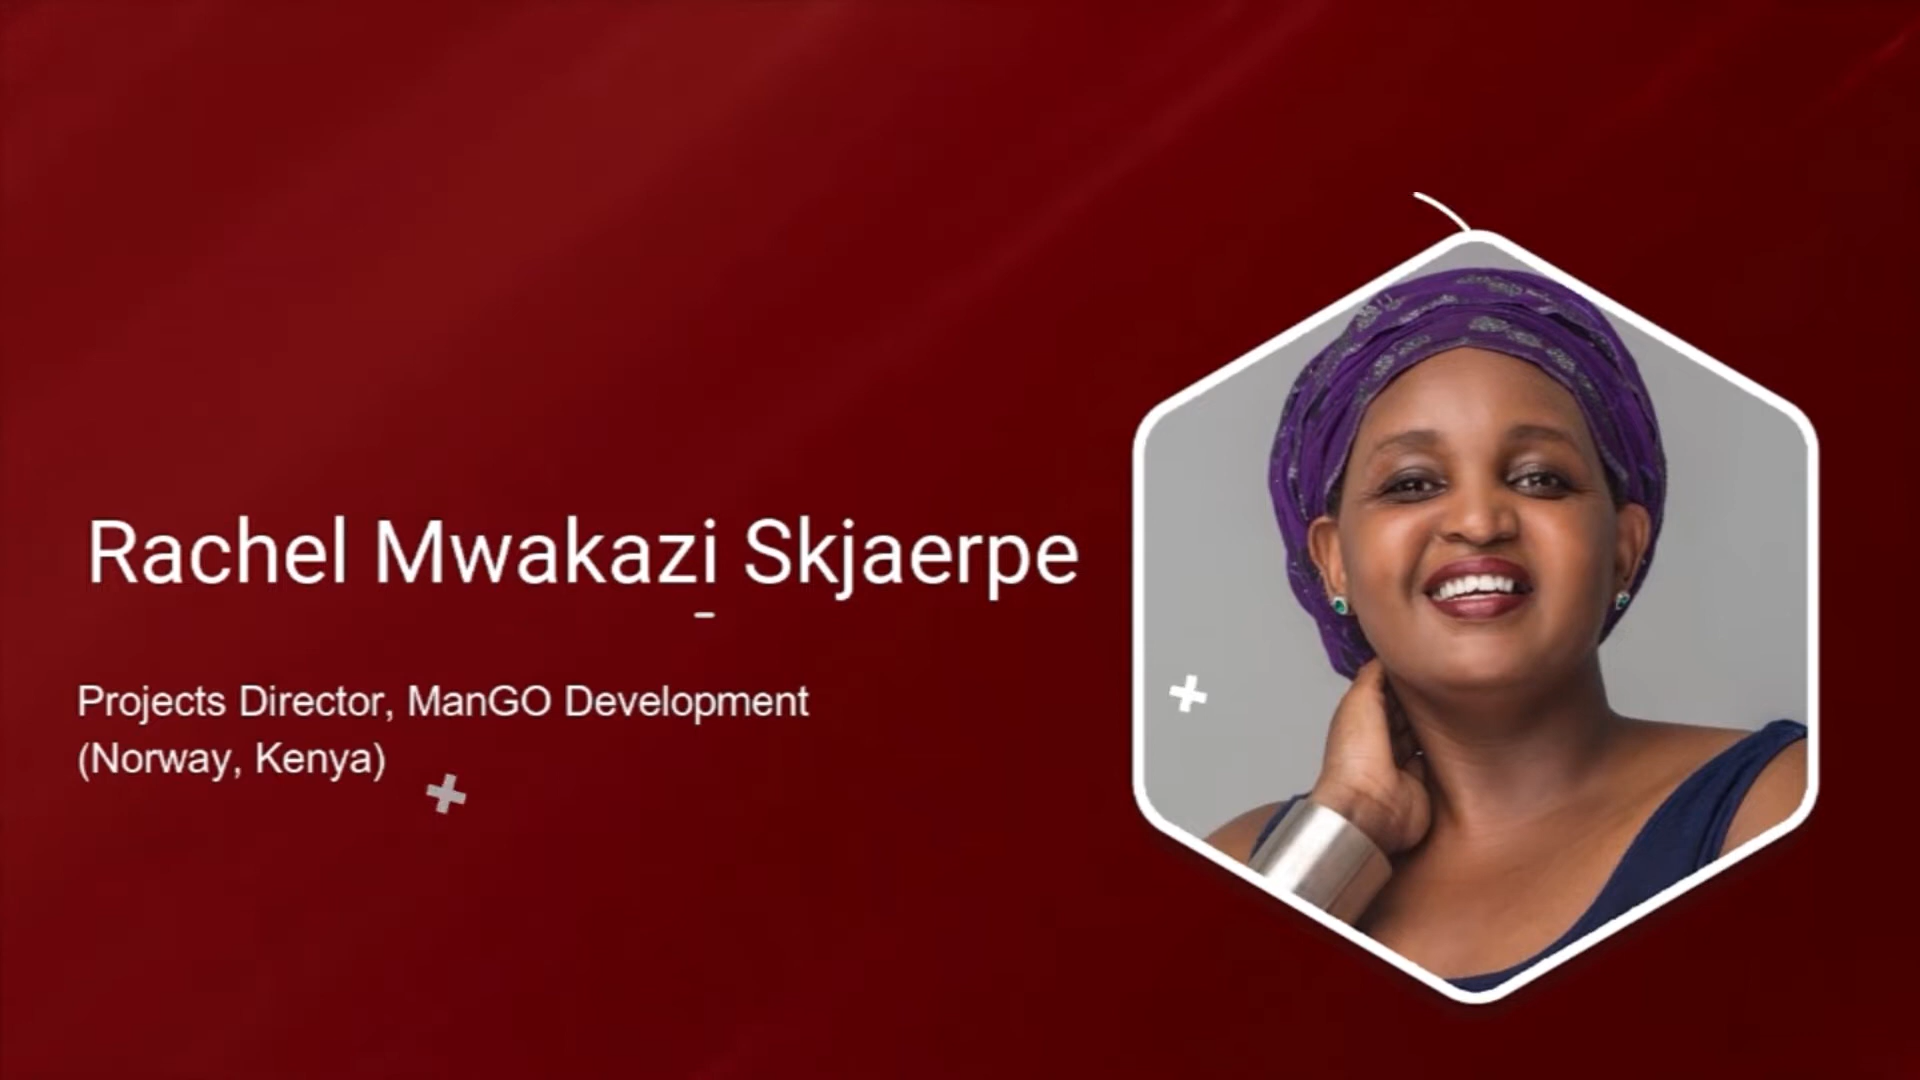 Rachel Mwakazi Skjaerpe
Projects Director, ManGO Development
(Norway, Kenya)